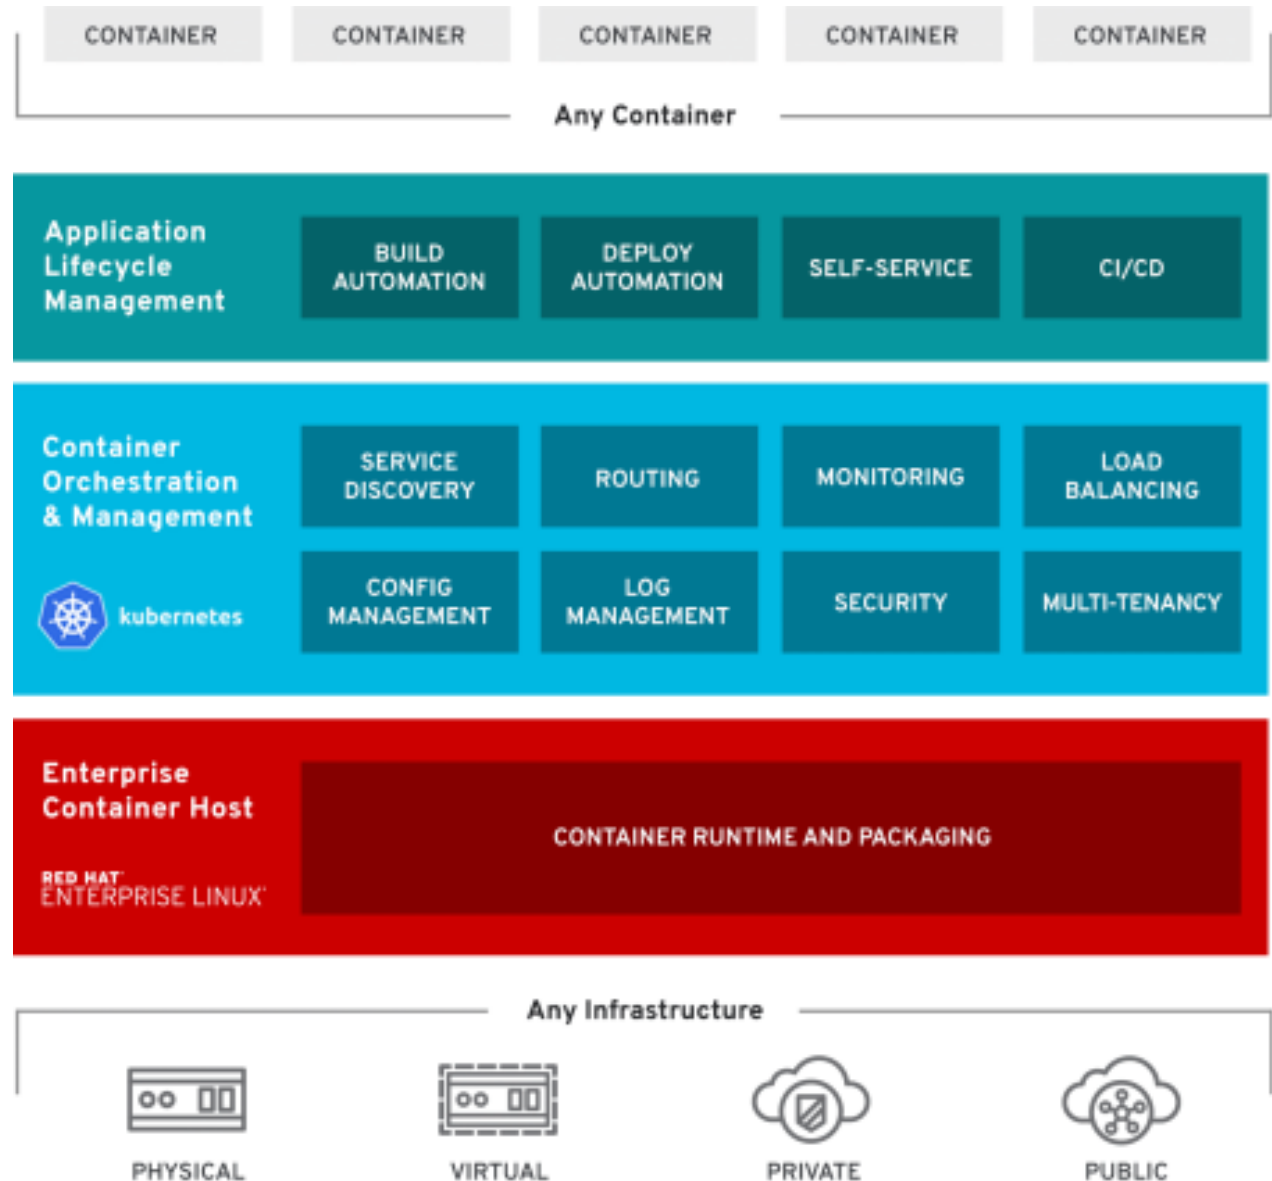 CONTAINER CONTAINER CONTAINER CONTAINER CONTAINER
Any Container
Application
Lifecycle
Management
BUILD
AUTOMATION
DEPLOY
AUTOMATION
SELF-SERVICE
CI/CD
Container
Orchestration
& Management
kubernetes
SERVICE
DISCOVERY
ROUTING
MONITORING
LOAD
BALANCING
CONFIG
MANAGEMENT
LOG
MANAGEMENT
SECURITY
MULTI-TENANCY
Enterprise
Container Host
RED HAT
ENTERPRISE LINUX
CONTAINER RUNTIME AND PACKAGING
Any Infrastructure
PHYSICAL VIRTUAL PRIVATE PUBLIC